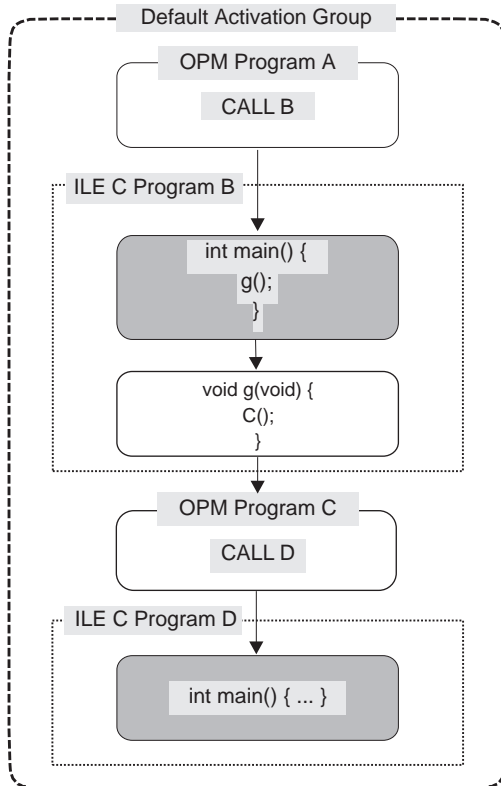 Default Activation Group
OPM Program A
CALL B
ILE C Program B
int main() {
g();
}
void g(void) {
C();
}
OPM Program C
CALL D
ILE C Program D
int main() { ... }